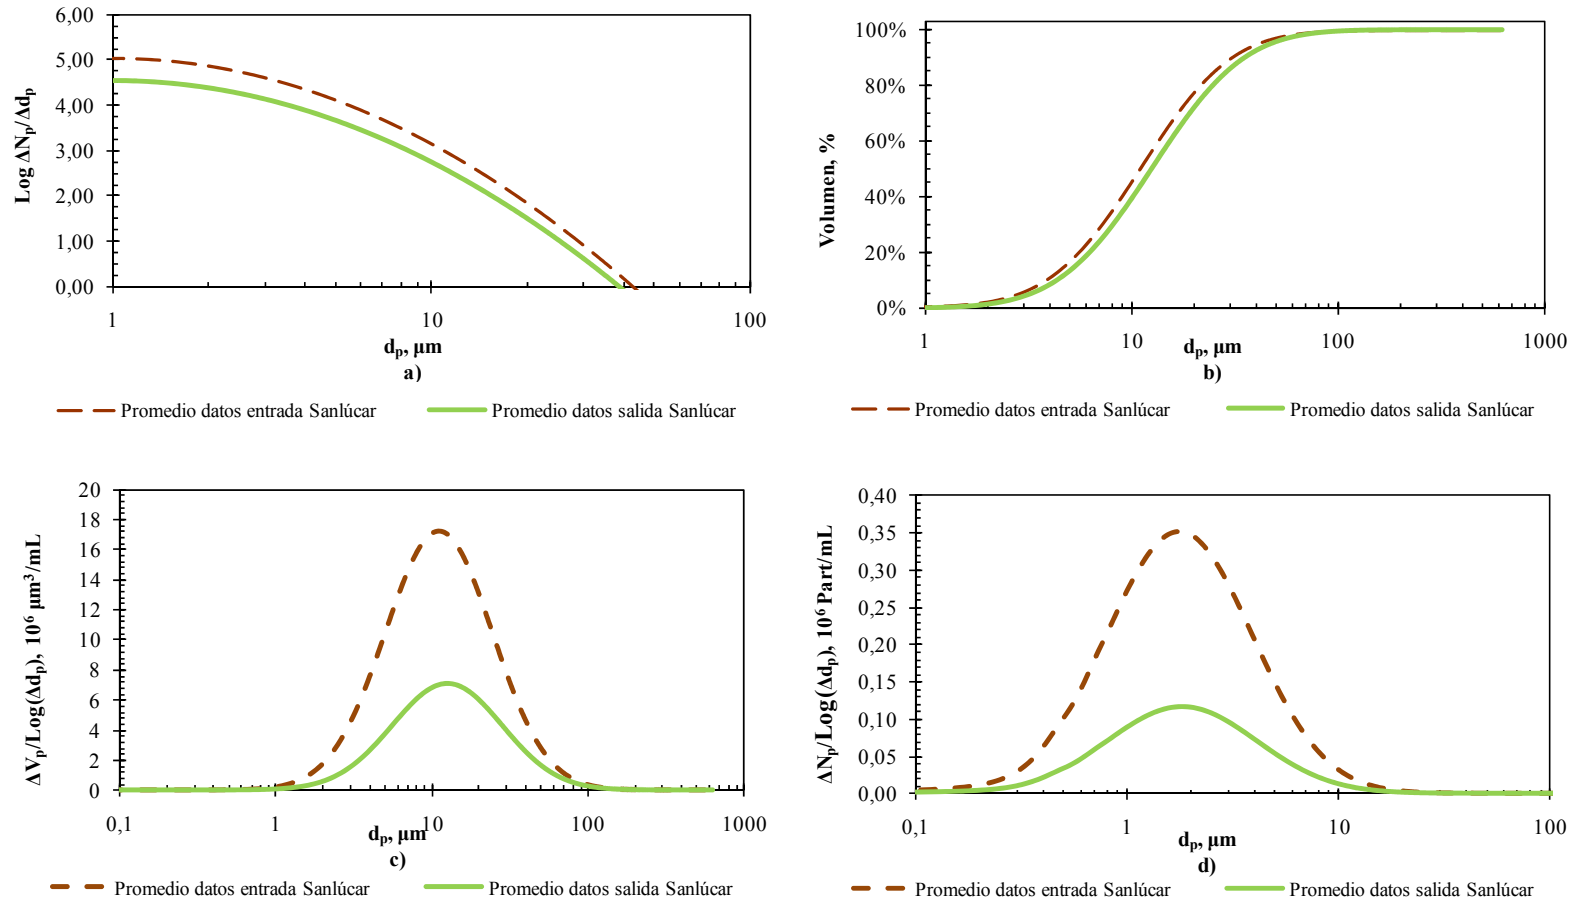 6,00
5,00
4,00
3,00
2,00
1,00
0,00
Log ΔNp/Δdp
1 10 100
dp, µm
a)
Promedio datos entrada Sanlúcar Promedio datos salida Sanlúcar
100%
80%
60%
40%
20%
0%
Volumen, %
1 10 100 1000
dp, µm
b)
Promedio datos entrada Sanlúcar Promedio datos salida Sanlúcar
20
18
16
14
12
10
8
6
4
2
0
ΔVp/Log(Δdp), 10⁶ µm³/mL
0,1 1 10 100 1000
dp, µm
c)
Promedio datos entrada Sanlúcar Promedio datos salida Sanlúcar
0,40
0,35
0,30
0,25
0,20
0,15
0,10
0,05
0,00
ΔNp/Log(Δdp), 10⁶ Part/mL
0,1 1 10 100
dp, µm
d)
Promedio datos entrada Sanlúcar Promedio datos salida Sanlúcar